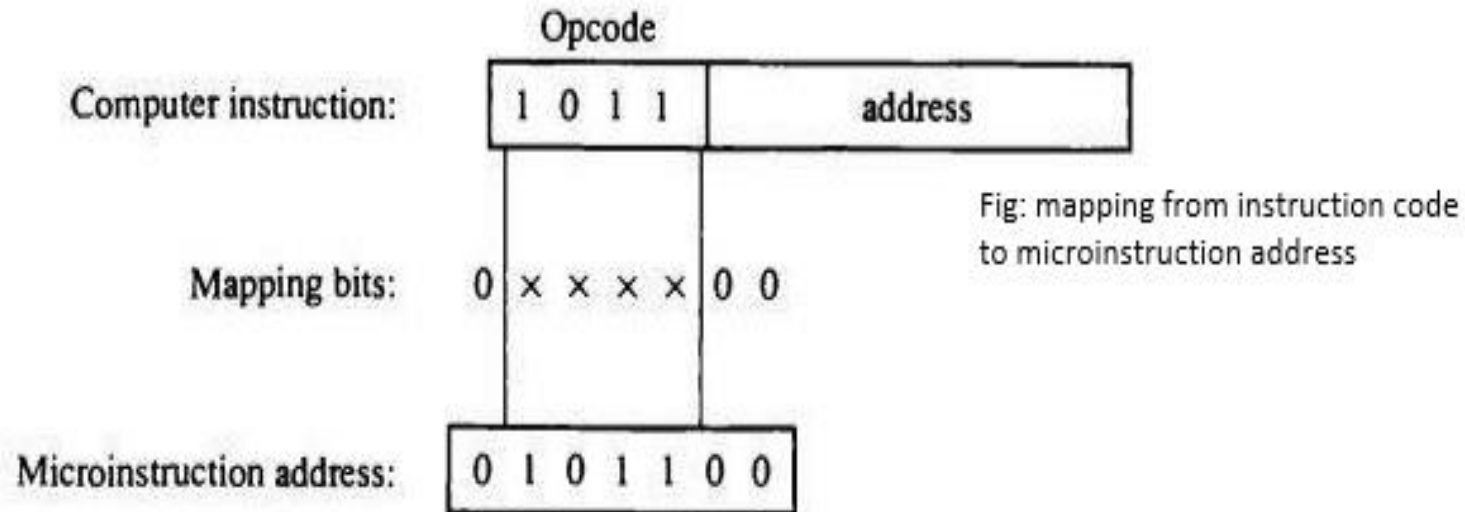 Opcode
Computer instruction: 1 0 1 1 address
Fig: mapping from instruction code
to microinstruction address
Mapping bits: 0 × × × × 0 0
Microinstruction address: 0 1 0 1 1 0 0